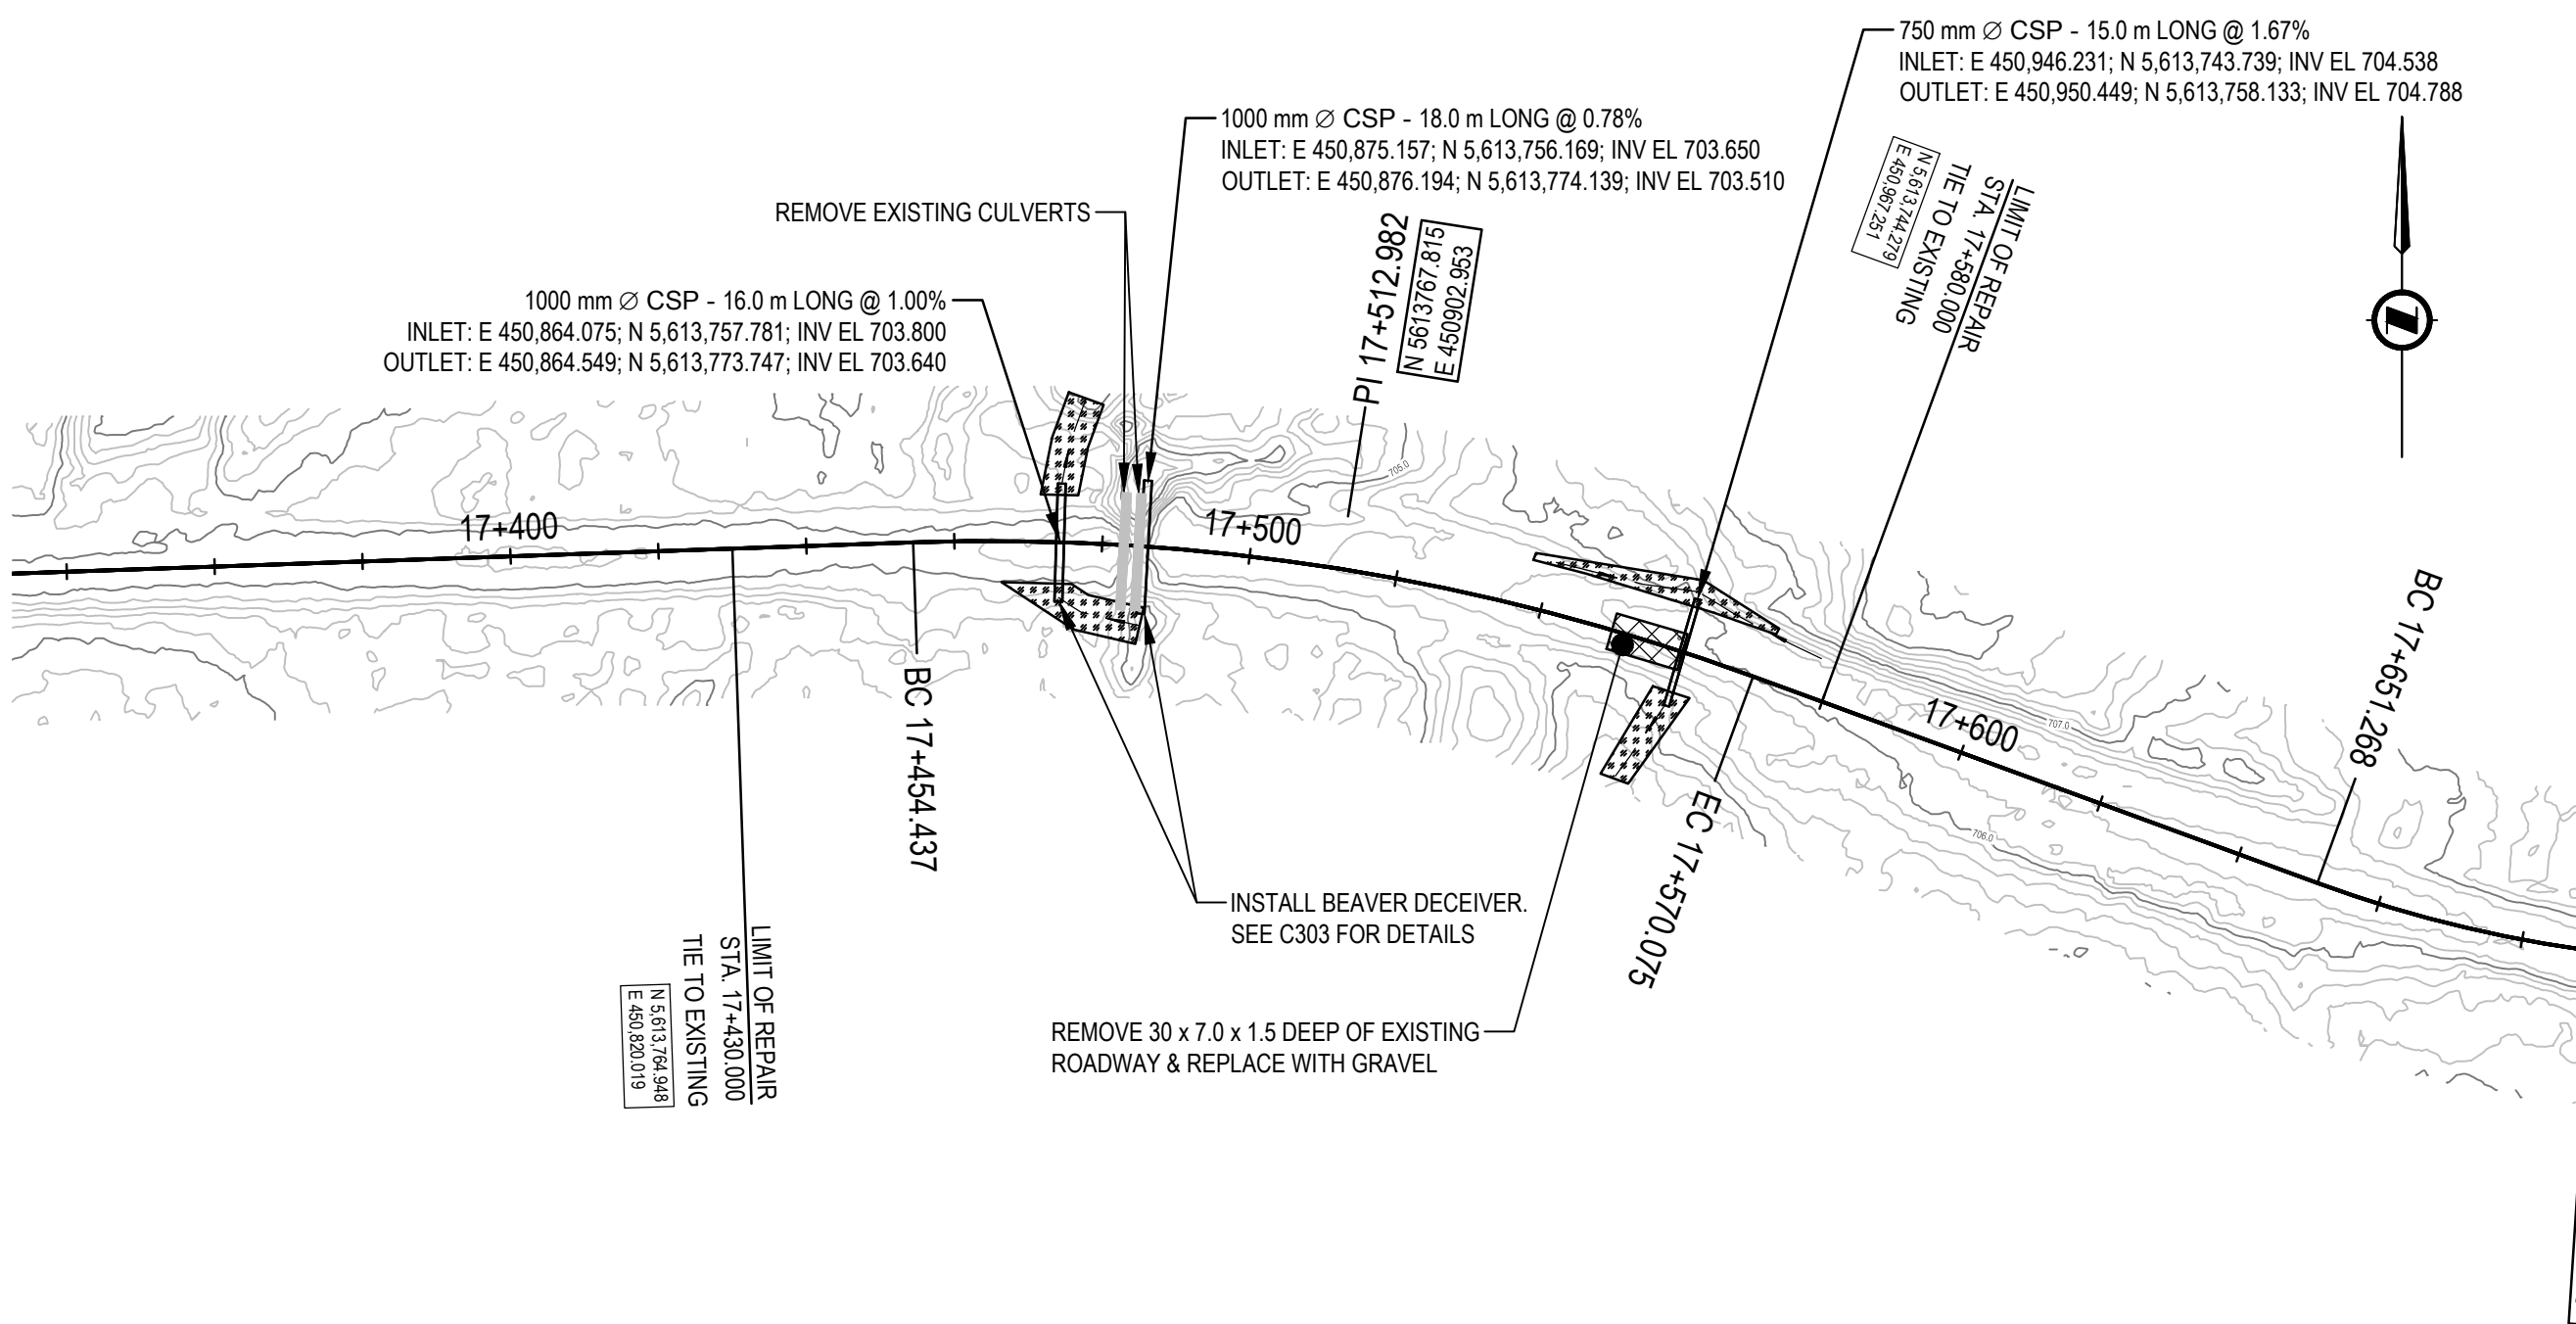 750 mm ∅ CSP - 15.0 m LONG @ 1.67%
INLET: E 450,946.231; N 5,613,743.739; INV EL 704.538
OUTLET: E 450,950.449; N 5,613,758.133; INV EL 704.788
1000 mm ∅ CSP - 18.0 m LONG @ 0.78%
INLET: E 450,875.157; N 5,613,756.169; INV EL 703.650
OUTLET: E 450,876.194; N 5,613,774.139; INV EL 703.510
REMOVE EXISTING CULVERTS
1000 mm ∅ CSP - 16.0 m LONG @ 1.00%
INLET: E 450,864.075; N 5,613,757.781; INV EL 703.800
OUTLET: E 450,864.549; N 5,613,773.747; INV EL 703.640
PI 17+512.982
N 5613767.815
E 450902.953
LIMIT OF REPAIR
STA. 17+580.000
TIE TO EXISTING
N 5,613,744.279
E 450,967.251
705.0
17+400
17+500
17+600
707.0
706.0
BC 17+454.437
EC 17+570.075
BC 17+651.268
INSTALL BEAVER DECEIVER.
SEE C303 FOR DETAILS
REMOVE 30 x 7.0 x 1.5 DEEP OF EXISTING
ROADWAY & REPLACE WITH GRAVEL
LIMIT OF REPAIR
STA. 17+430.000
TIE TO EXISTING
N 5,613,764.948
E 450,820.019